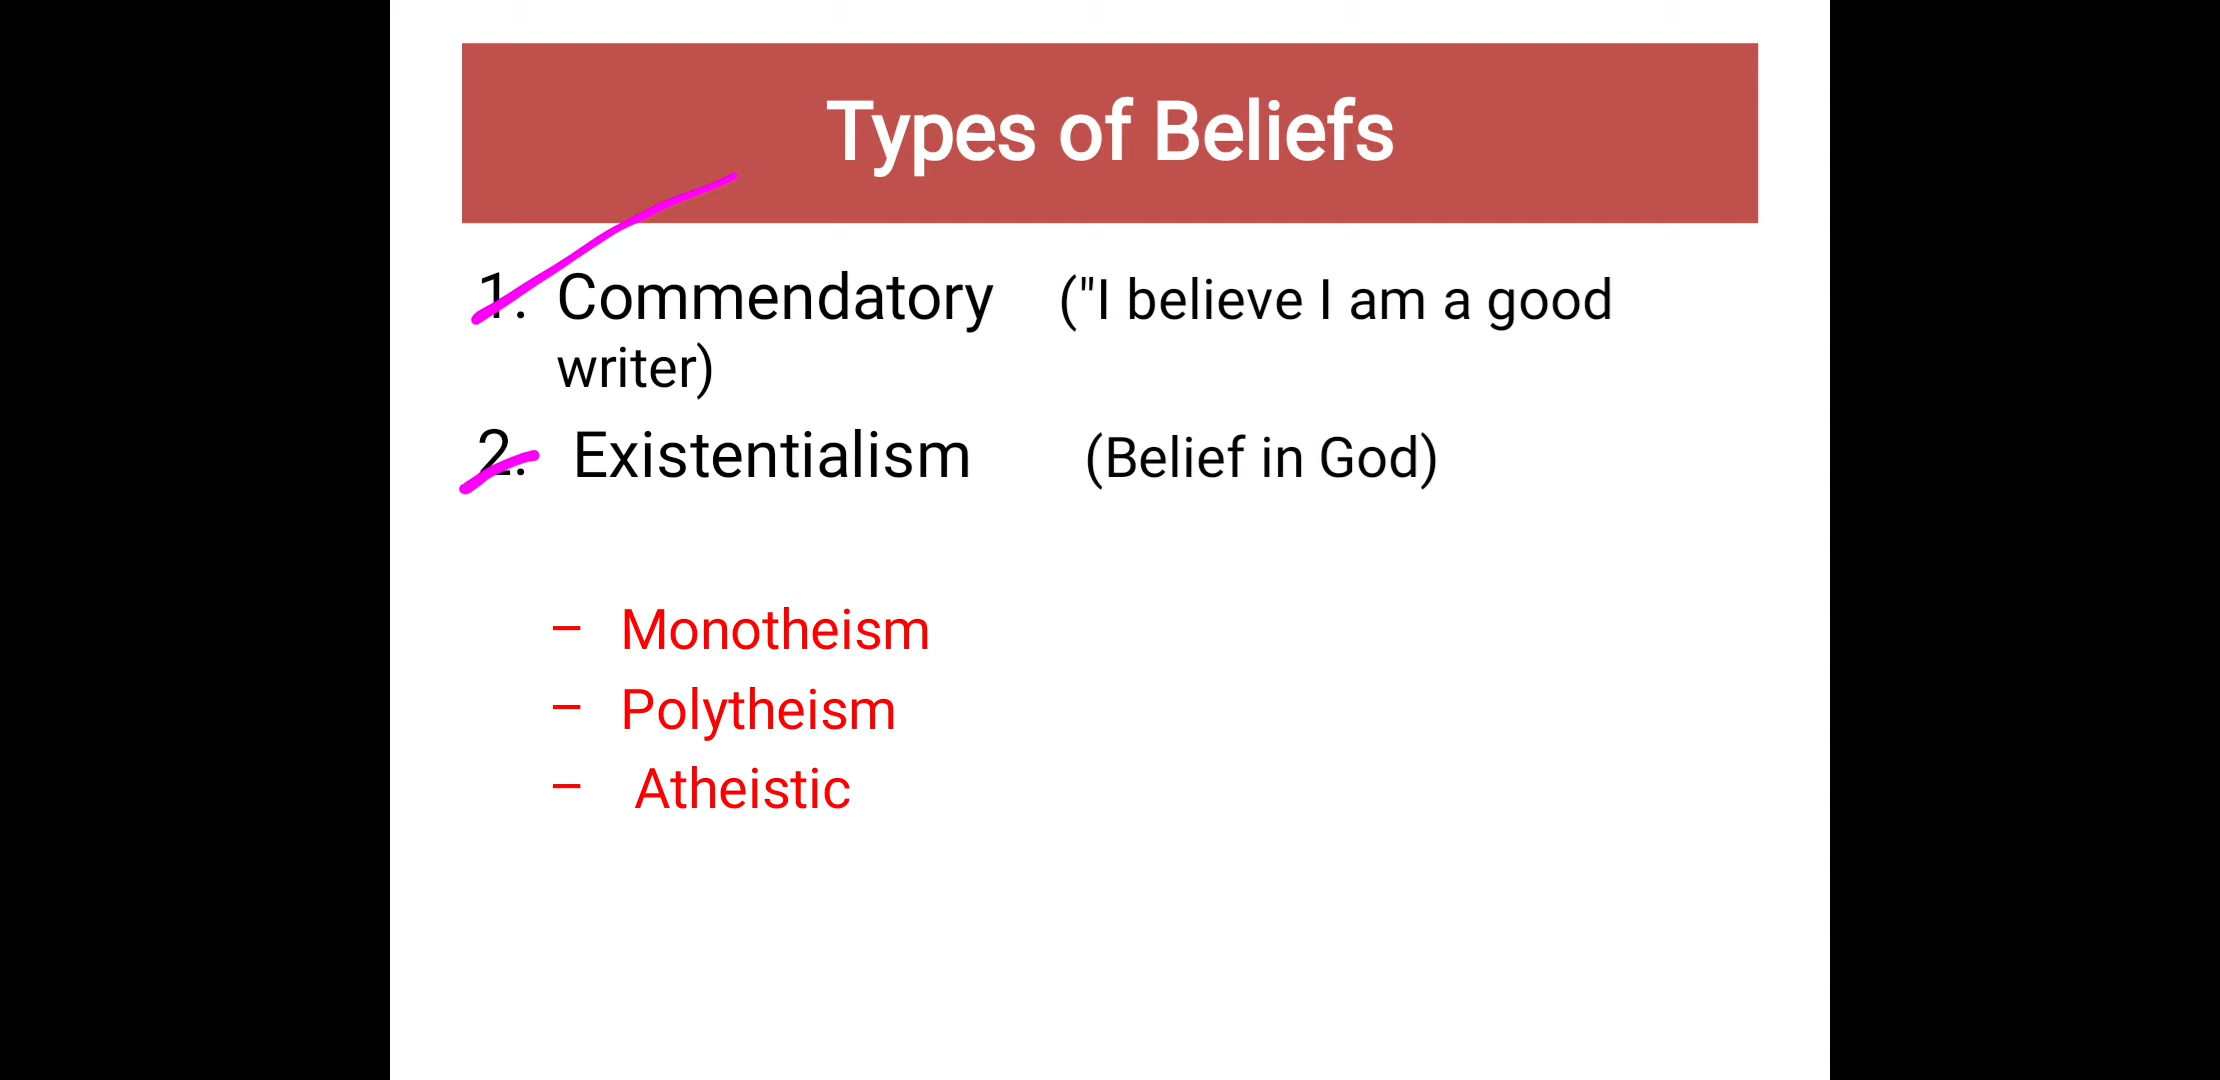 Types of Beliefs
1. Commendatory ("I believe I am a good
writer)
2. Existentialism (Belief in God)
– Monotheism
– Polytheism
– Atheistic